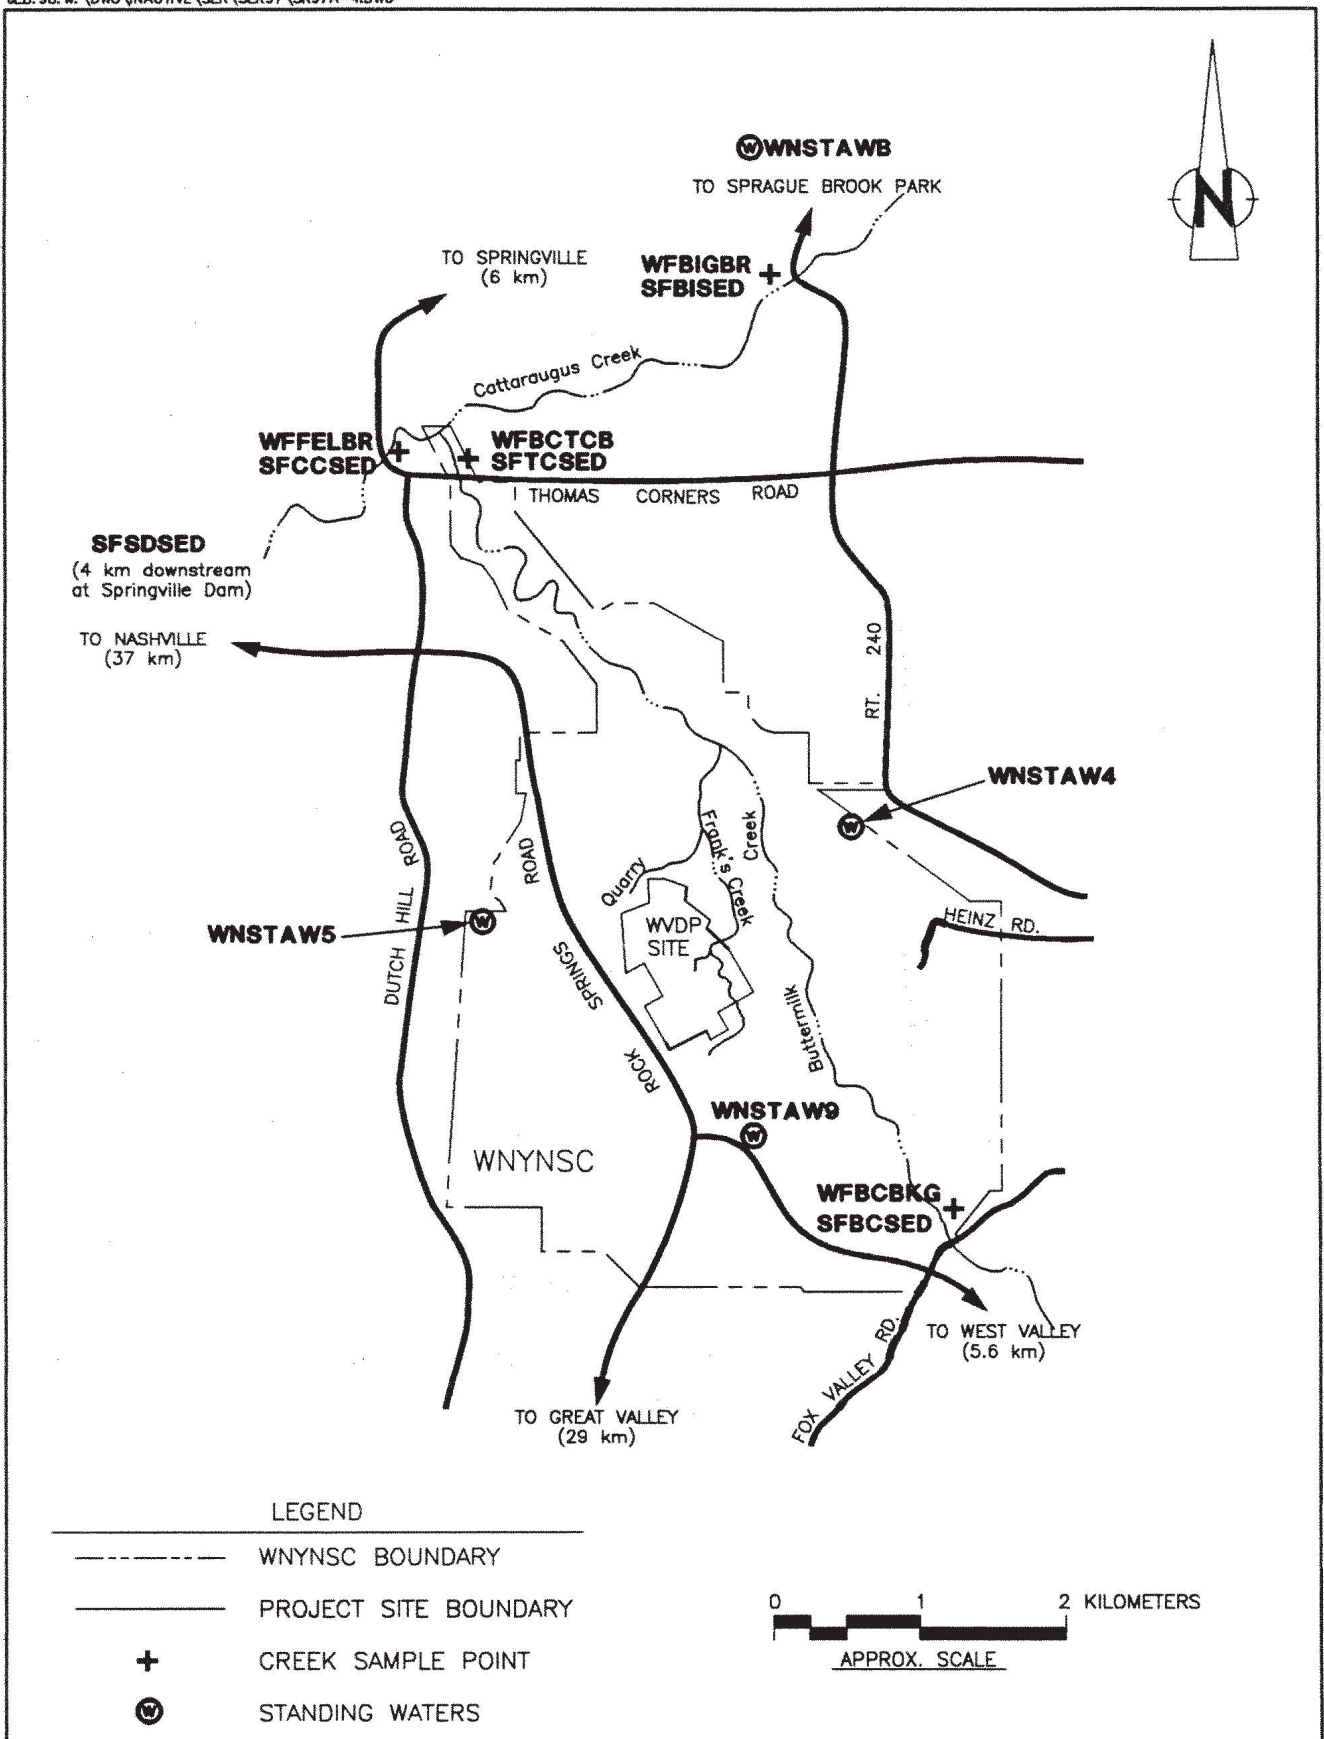 N
WNSTAWB
TO SPRAGUE BROOK PARK
TO SPRINGVILLE
(6 km)
WFBIGBR
SFBISED
Cattaraugus Creek
WFFELBR
SFCCSED
WFBCTCB
SFTCSED
THOMAS CORNERS ROAD
SFSDSED
(4 km downstream
at Springville Dam)
TO NASHVILLE
(37 km)
RT. 240
WNSTAW4
DUTCH HILL ROAD
ROCK SPRINGS ROAD
Quarry
Frank's Creek
Buttermilk Creek
WVDP
SITE
HEINZ RD.
WNSTAW5
WNSTAW9
WNYNSC
WFBCBKG
SFBCSED
TO WEST VALLEY
(5.6 km)
FOX VALLEY RD.
TO GREAT VALLEY
(29 km)
LEGEND
WNYNSC BOUNDARY
PROJECT SITE BOUNDARY
CREEK SAMPLE POINT
W STANDING WATERS
0 1 2 KILOMETERS
APPROX. SCALE